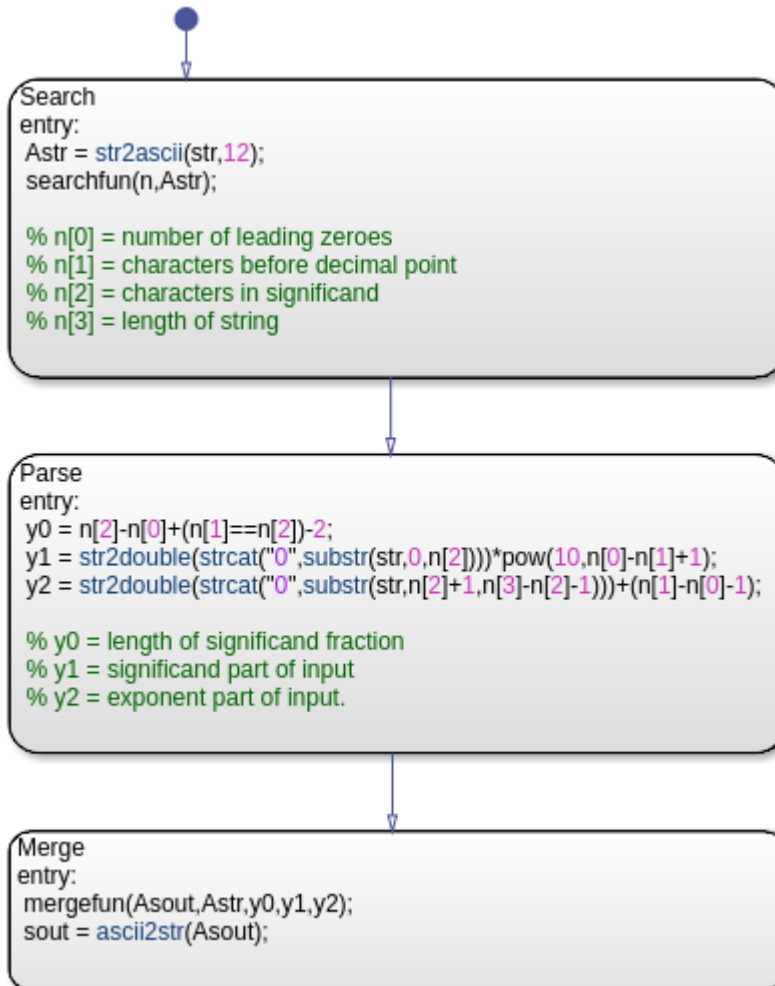 Search
entry:
Astr = str2ascii(str,12);
searchfun(n,Astr);
% n[0] = number of leading zeroes
% n[1] = characters before decimal point
% n[2] = characters in significand
% n[3] = length of string
Parse
entry:
y0 = n[2]-n[0]+(n[1]==n[2])-2;
y1 = str2double(strcat("0",substr(str,0,n[2])))*pow(10,n[0]-n[1]+1);
y2 = str2double(strcat("0",substr(str,n[2]+1,n[3]-n[2]-1)))+(n[1]-n[0]-1);
% y0 = length of significand fraction
% y1 = significand part of input
% y2 = exponent part of input.
Merge
entry:
mergefun(Asout,Astr,y0,y1,y2);
sout = ascii2str(Asout);